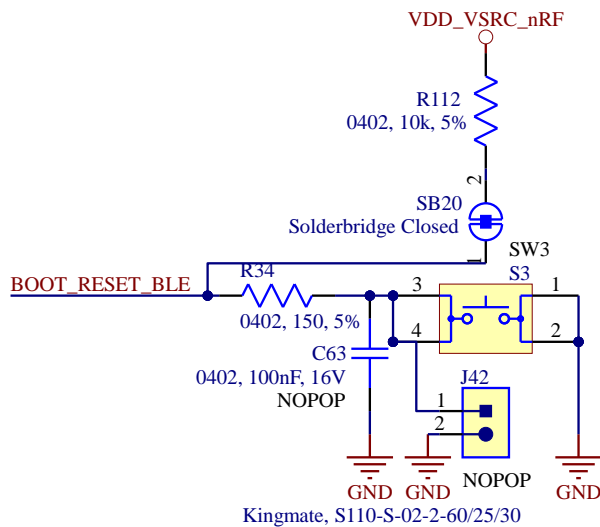 VDD_VSRC_nRF
R112
0402, 10k, 5%
2
SB20
Solderbridge Closed
1
SW3
BOOT_RESET_BLE
R34
S3
3
1
0402, 150, 5%
4
2
C63
0402, 100nF, 16V
NOPOP
J42
1
2
NOPOP
GND
GND
GND
Kingmate, S110-S-02-2-60/25/30